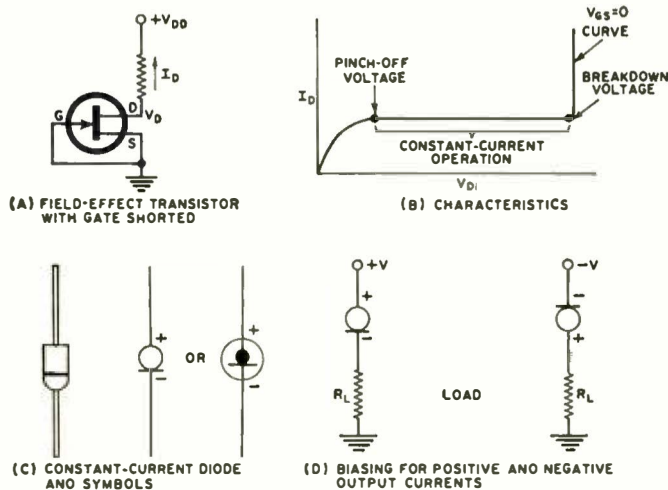 +VDD
ID
D
VD
G
S
(A) FIELD-EFFECT TRANSISTOR
WITH GATE SHORTED
VGS=0
CURVE
PINCH-OFF
VOLTAGE
BREAKDOWN
VOLTAGE
ID
CONSTANT-CURRENT
OPERATION
VDI
(B) CHARACTERISTICS
+
-
OR
+
-
(C) CONSTANT-CURRENT DIODE
AND SYMBOLS
+V
+
-
RL
LOAD
-V
-
+
RL
(D) BIASING FOR POSITIVE AND NEGATIVE
OUTPUT CURRENTS